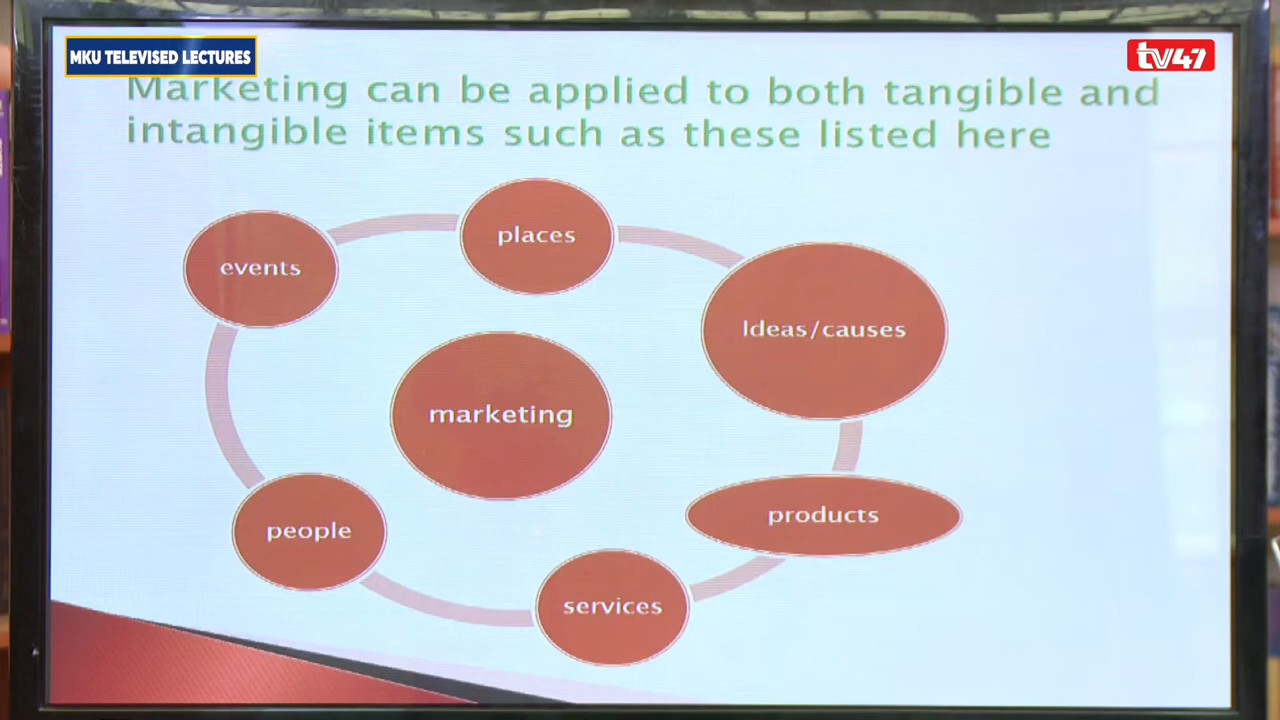 MKU TELEVISED LECTURES
tv47
Marketing can be applied to both tangible and
intangible items such as these listed here
places
events
Ideas/causes
marketing
products
people
services